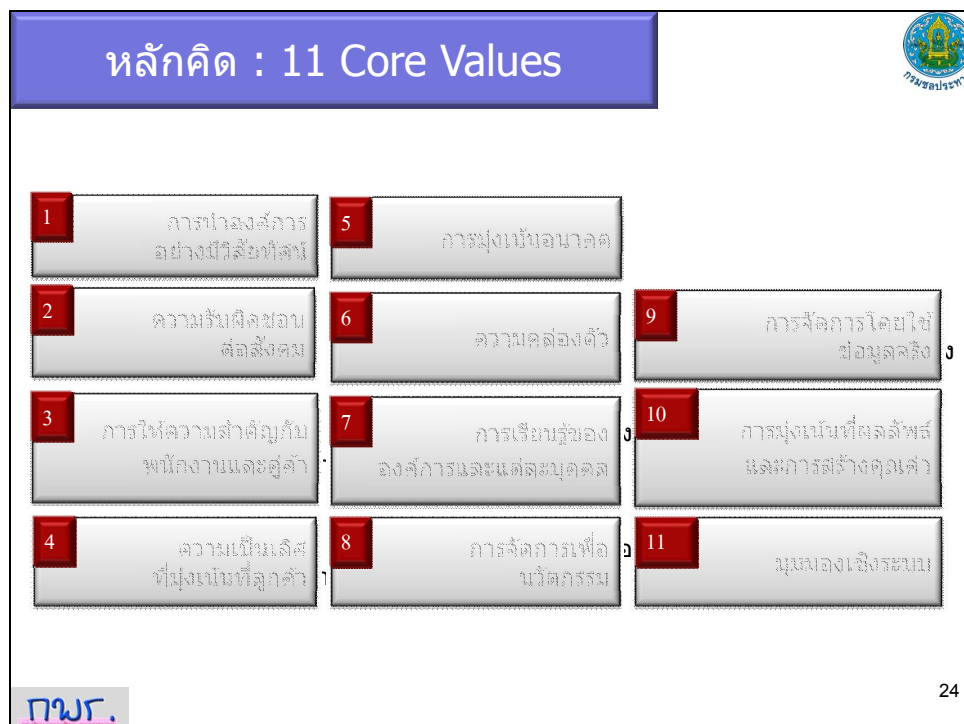 หลักคิด : 11 Core Values
กรมชลประทาน
1
การนำองค์การ
อย่างมีวิสัยทัศน์
2
ความรับผิดชอบ
ต่อสังคม
3
การให้ความสำคัญกับ
พนักงานและคู่ค้า
4
ความเป็นเลิศ
ที่มุ่งเน้นที่ลูกค้า
5
การมุ่งเน้นอนาคต
6
ความคล่องตัว
7
การเรียนรู้ของ
องค์การและแต่ละบุคคล
8
การจัดการเพื่อ
นวัตกรรม
9
การจัดการโดยใช้
ข้อมูลจริง
10
การมุ่งเน้นที่ผลลัพธ์
และการสร้างคุณค่า
11
มุมมองเชิงระบบ
กพร.
24